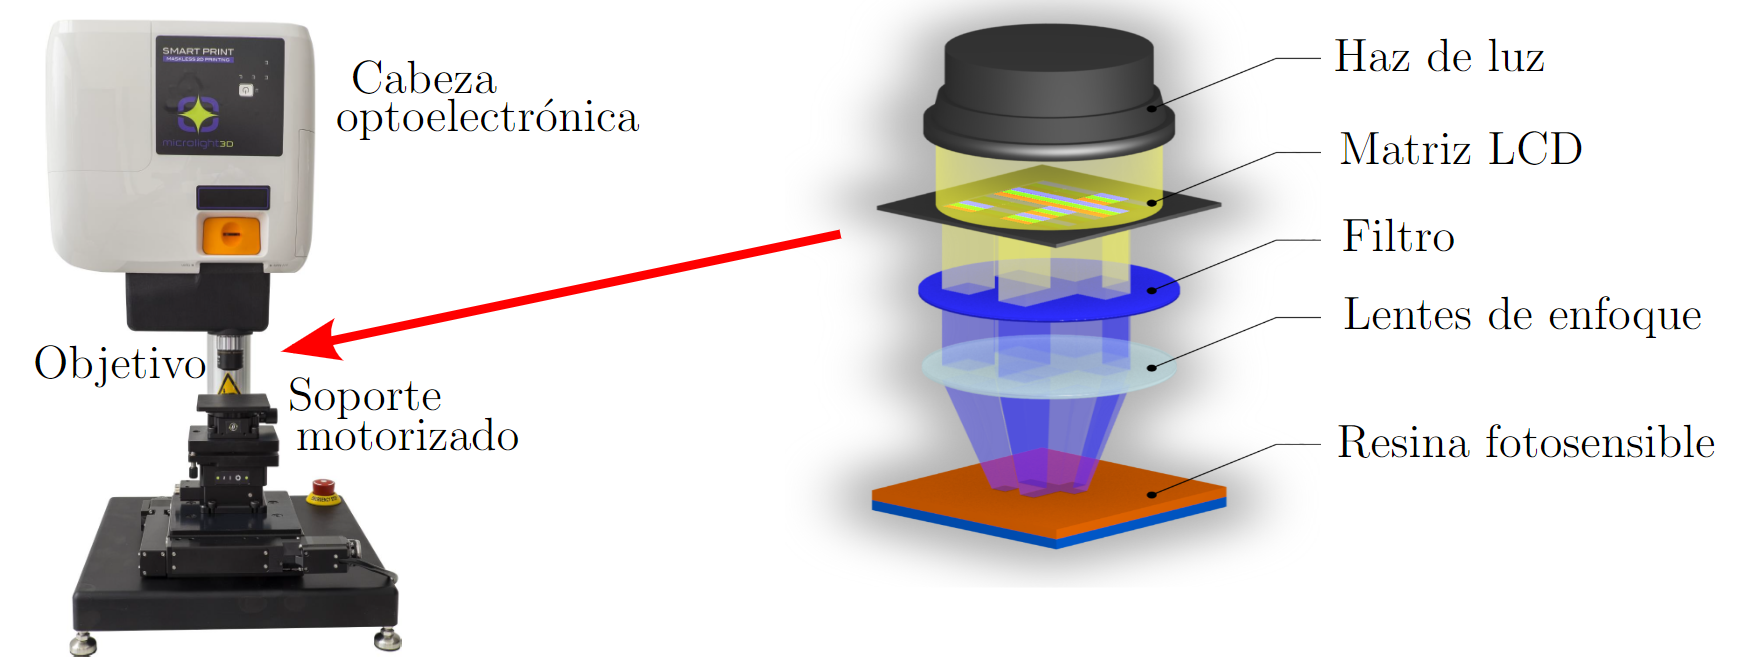 SMART PRINT
MASKLESS 2D PRINTING
microlight3D
Cabeza
optoelectrónica
Objetivo
Soporte
motorizado
Haz de luz
Matriz LCD
Filtro
Lentes de enfoque
Resina fotosensible